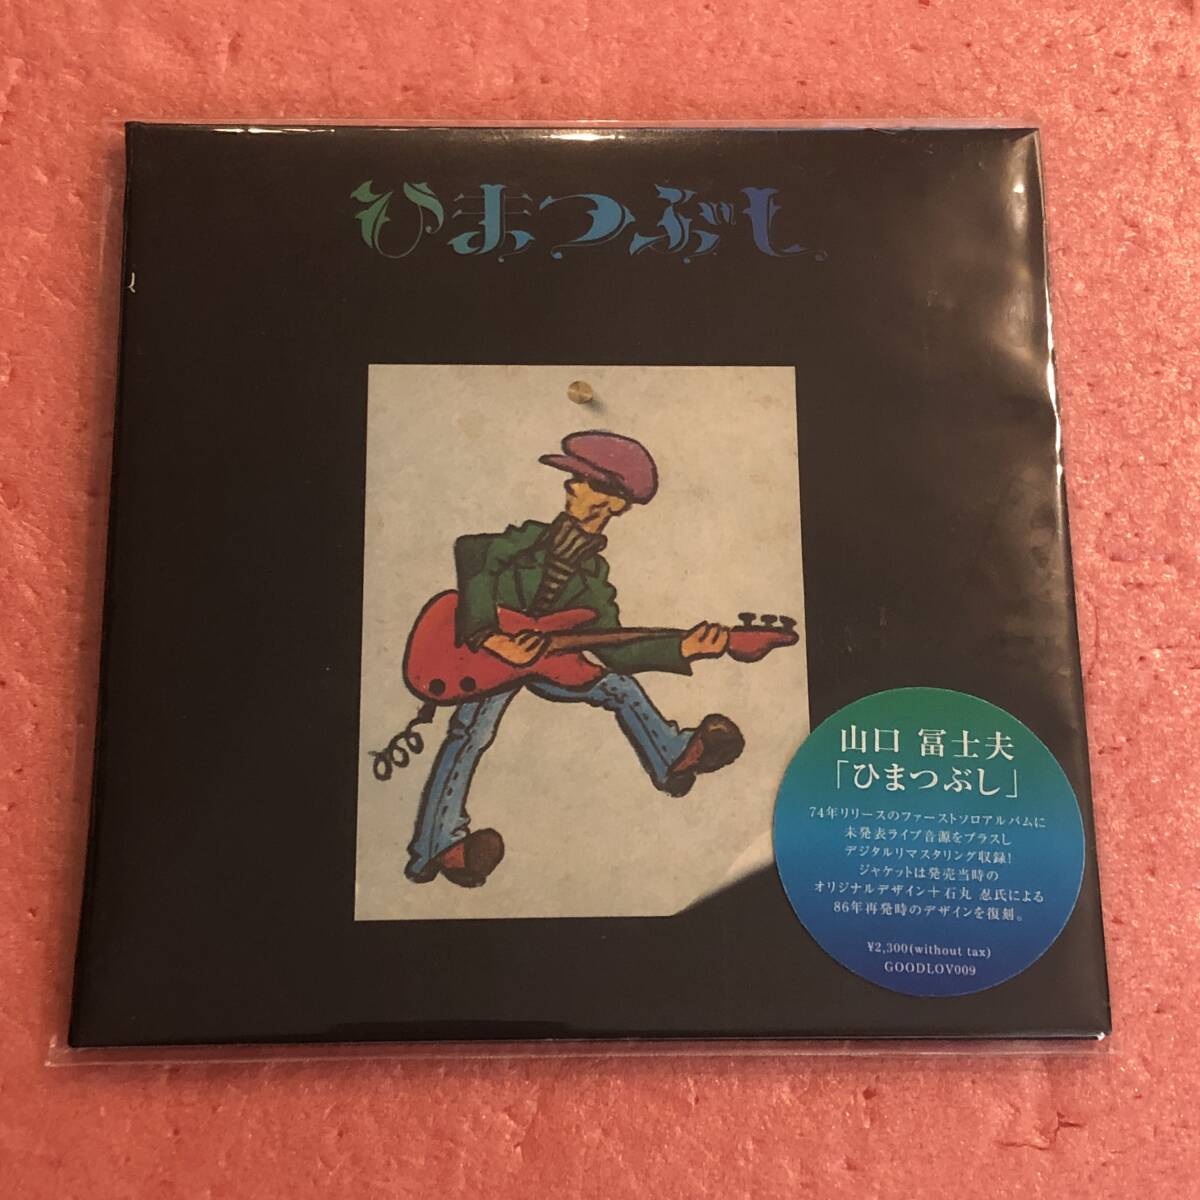 ひまつぶし
山口 冨士夫
「ひまつぶし」
74年リリースのファーストソロアルバムに
未発表ライブ音源をプラスし
デジタルリマスタリング収録!
ジャケットは発売当時の
オリジナルデザイン+石丸 忍氏による
86年再発時のデザインを復刻。
¥2,300(without tax)
GOODLOV009